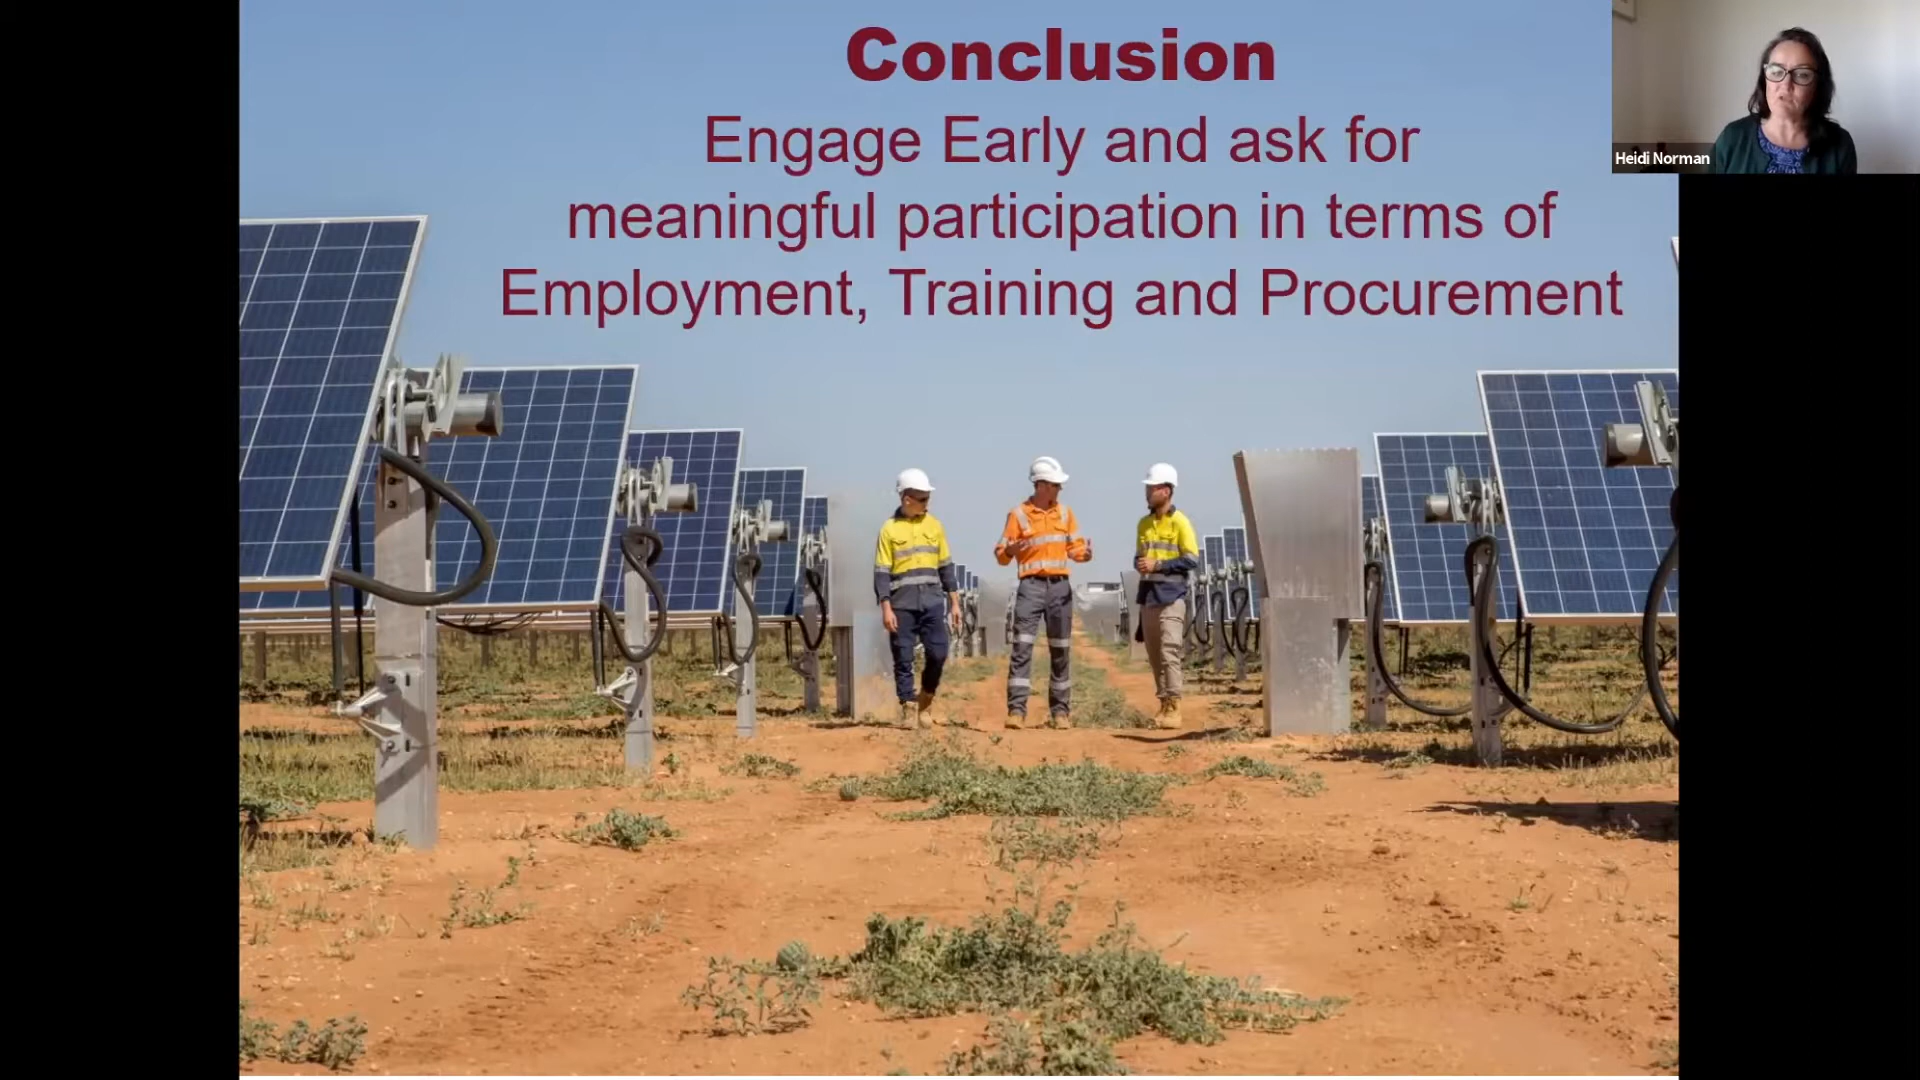 Conclusion
Engage Early and ask for
meaningful participation in terms of
Employment, Training and Procurement
Heidi Norman